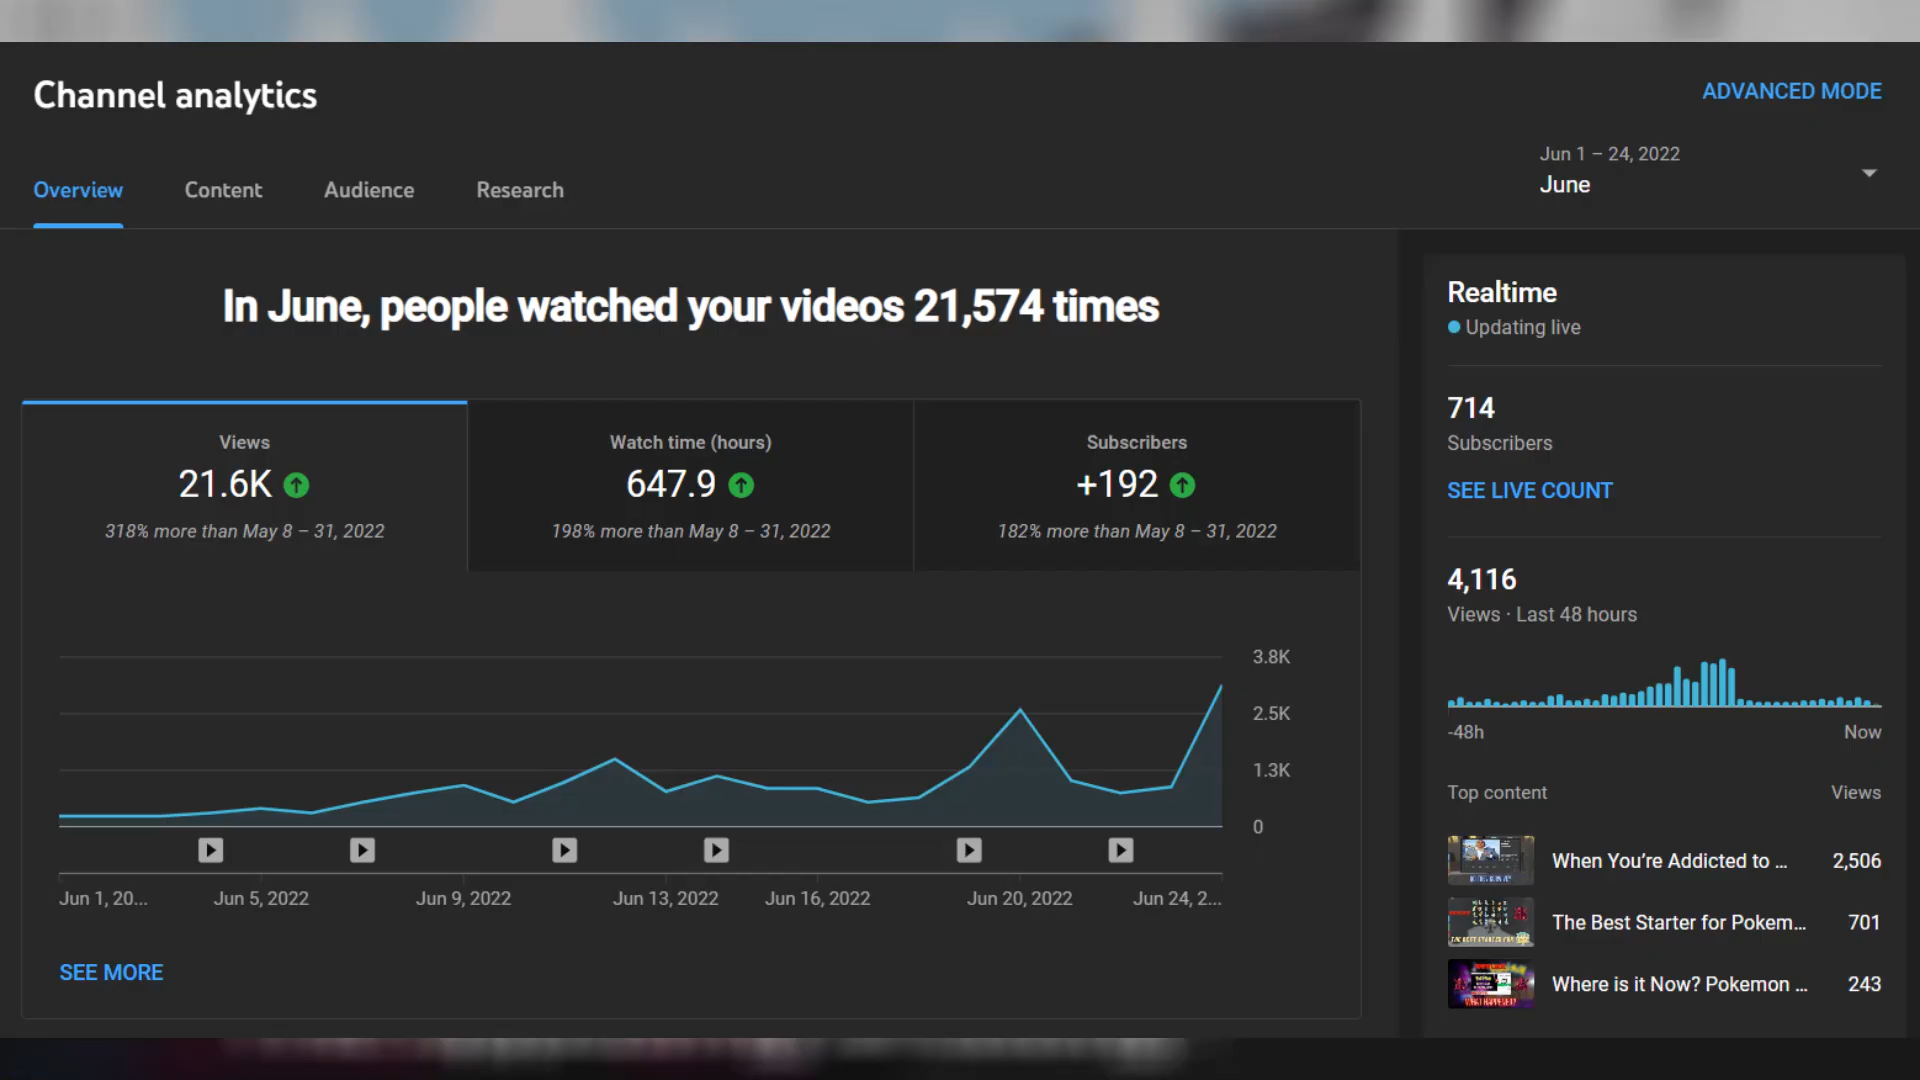 Channel analytics
ADVANCED MODE
Jun 1 – 24, 2022
June
Overview
Content
Audience
Research
In June, people watched your videos 21,574 times
Views
21.6K
318% more than May 8 – 31, 2022
Watch time (hours)
647.9
198% more than May 8 – 31, 2022
Subscribers
+192
182% more than May 8 – 31, 2022
3.8K
2.5K
1.3K
0
Jun 1, 20...
Jun 5, 2022
Jun 9, 2022
Jun 13, 2022
Jun 16, 2022
Jun 20, 2022
Jun 24, 2...
SEE MORE
Realtime
Updating live
714
Subscribers
SEE LIVE COUNT
4,116
Views · Last 48 hours
-48h
Now
Top content
Views
When You’re Addicted to ...
2,506
The Best Starter for Pokem...
701
Where is it Now? Pokemon ...
243